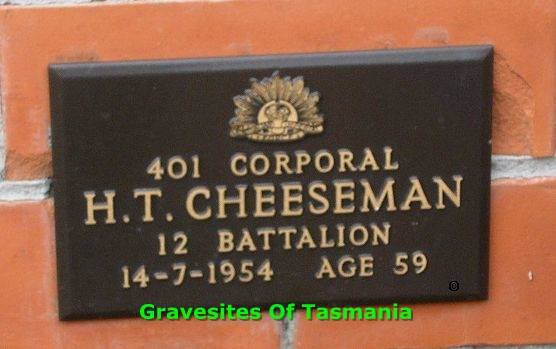 401 CORPORAL
H.T. CHEESEMAN
12 BATTALION
14-7-1954 AGE 59
Gravesites Of Tasmania